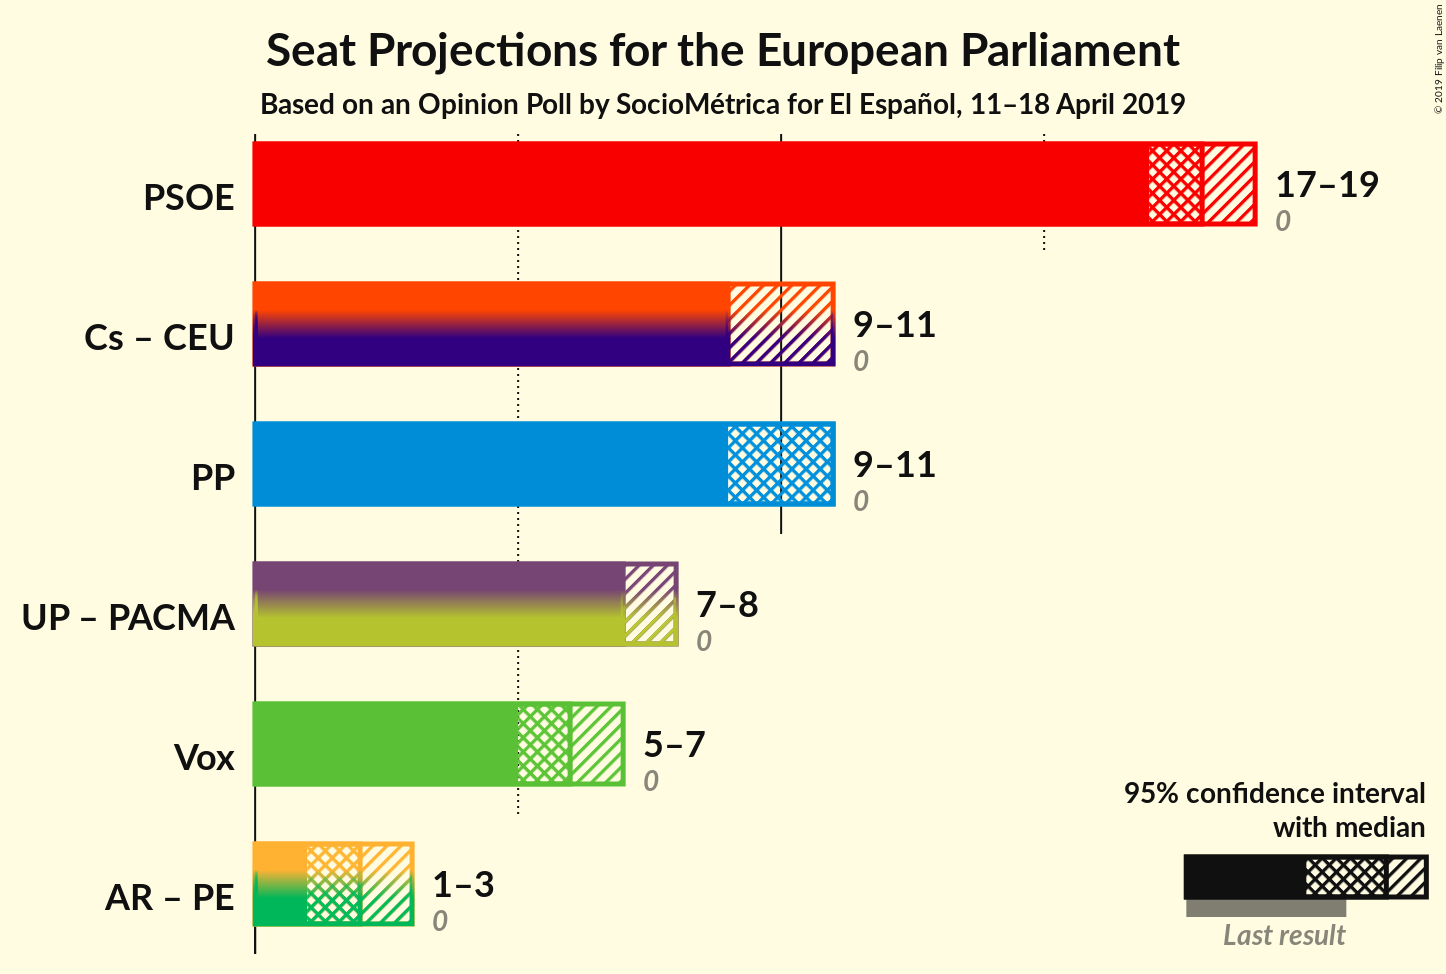 Seat Projections for the European Parliament
Based on an Opinion Poll by SocioMétrica for El Español, 11–18 April 2019
© 2019 Filip van Laenen
PSOE
17–19
0
Cs – CEU
9–11
0
PP
9–11
0
UP – PACMA
7–8
0
Vox
5–7
0
AR – PE
1–3
0
95% confidence interval
with median
Last result